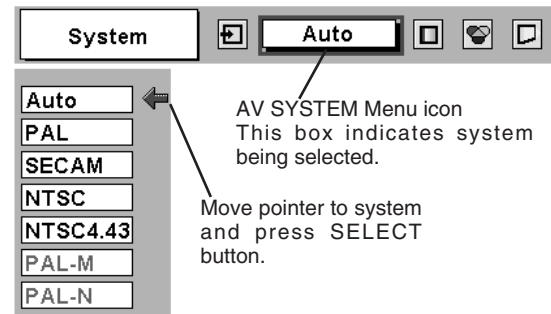 System
Auto
Auto
PAL
SECAM
NTSC
NTSC4.43
PAL-M
PAL-N
AV SYSTEM Menu icon
This box indicates system
being selected.
Move pointer to system
and press SELECT
button.